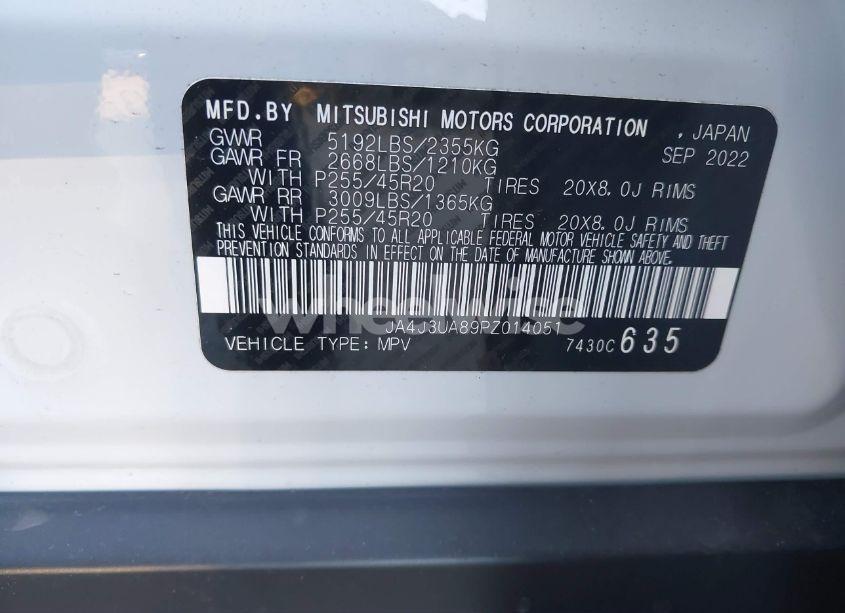 MFD.BY MITSUBISHI MOTORS CORPORATION , JAPAN
GVWR 5192LBS/2355KG SEP 2022
GAWR FR 2668LBS/1210KG
WITH P255/45R20 TIRES 20X8.0J RIMS
GAWR RR 3009LBS/1365KG
WITH P255/45R20 TIRES 20X8.0J RIMS
THIS VEHICLE CONFORMS TO ALL APPLICABLE FEDERAL MOTOR VEHICLE SAFETY AND THEFT
PREVENTION STANDARDS IN EFFECT ON THE DATE OF MANUFACTURE SHOWN ABOVE.
wheelwise
JA4J3UA89PZ014051
VEHICLE TYPE: MPV 7430C 635